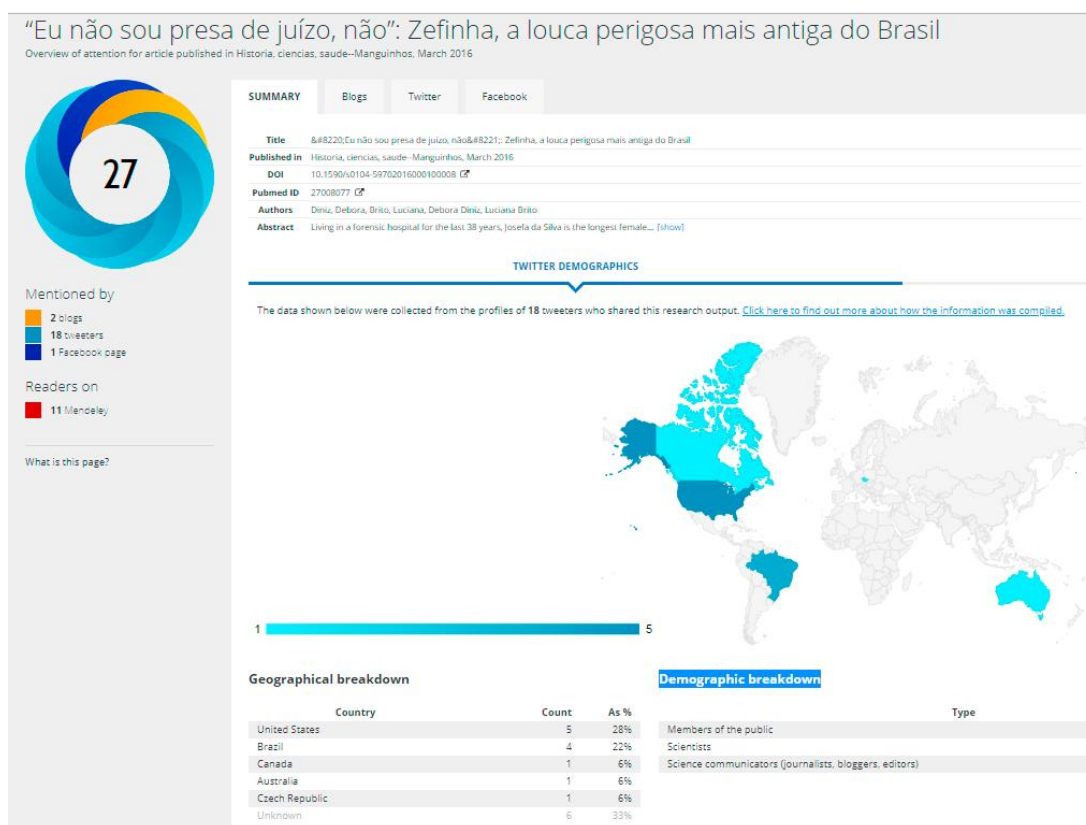 “Eu não sou presa de juízo, não”: Zefinha, a louca perigosa mais antiga do Brasil
Overview of attention for article published in Historia, ciencias, saude--Manguinhos, March 2016
27
Mentioned by
2 blogs
18 tweeters
1 Facebook page
Readers on
11 Mendeley
What is this page?
SUMMARY Blogs Twitter Facebook
Title &#8220;Eu não sou presa de juízo, não&#8221;: Zefinha, a louca perigosa mais antiga do Brasil
Published in Historia, ciencias, saude--Manguinhos, March 2016
DOI 10.1590/s0104-59702016000100008
Pubmed ID 27008077
Authors Diniz, Debora, Brito, Luciana, Debora Diniz, Luciana Brito
Abstract Living in a forensic hospital for the last 38 years, Josefa da Silva is the longest female... [show]
TWITTER DEMOGRAPHICS
The data shown below were collected from the profiles of 18 tweeters who shared this research output. Click here to find out more about how the information was compiled.
1 5
Geographical breakdown
Country Count As %
United States 5 28%
Brazil 4 22%
Canada 1 6%
Australia 1 6%
Czech Republic 1 6%
Unknown 6 33%
Demographic breakdown
Type
Members of the public
Scientists
Science communicators (journalists, bloggers, editors)